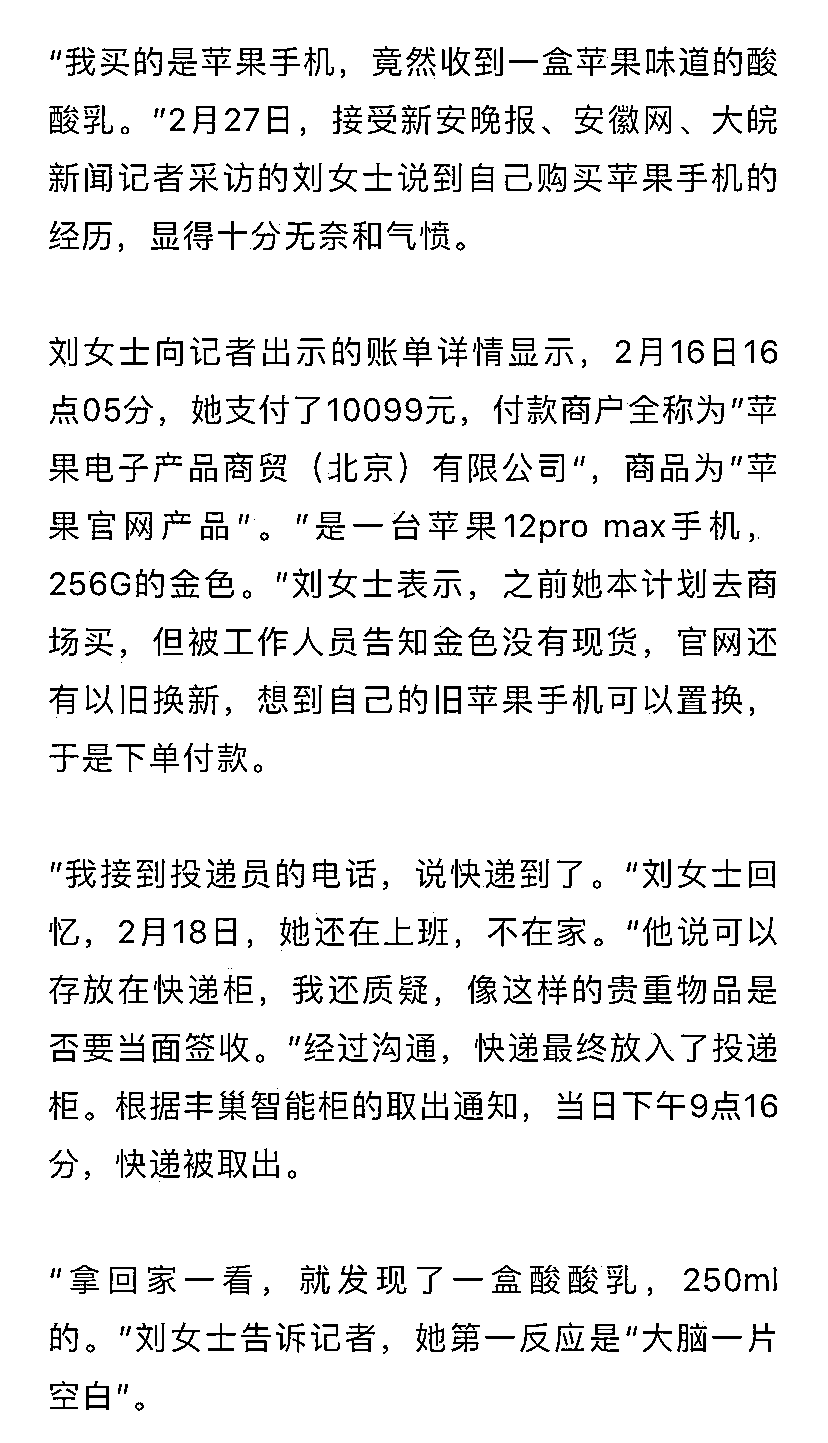 “我买的是苹果手机，竟然收到一盒苹果味道的酸
酸乳。”2月27日，接受新安晚报、安徽网、大皖
新闻记者采访的刘女士说到自己购买苹果手机的
经历，显得十分无奈和气愤。
刘女士向记者出示的账单详情显示，2月16日16
点05分，她支付了10099元，付款商户全称为”苹
果电子产品商贸（北京）有限公司“，商品为”苹
果官网产品”。”是一台苹果12pro max手机，
256G的金色。”刘女士表示，之前她本计划去商
场买，但被工作人员告知金色没有现货，官网还
有以旧换新，想到自己的旧苹果手机可以置换，
于是下单付款。
”我接到投递员的电话，说快递到了。“刘女士回
忆，2月18日，她还在上班，不在家。“他说可以
存放在快递柜，我还质疑，像这样的贵重物品是
否要当面签收。”经过沟通，快递最终放入了投递
柜。根据丰巢智能柜的取出通知，当日下午9点16
分，快递被取出。
“拿回家一看，就发现了一盒酸酸乳，250ml
的。”刘女士告诉记者，她第一反应是“大脑一片
空白”。